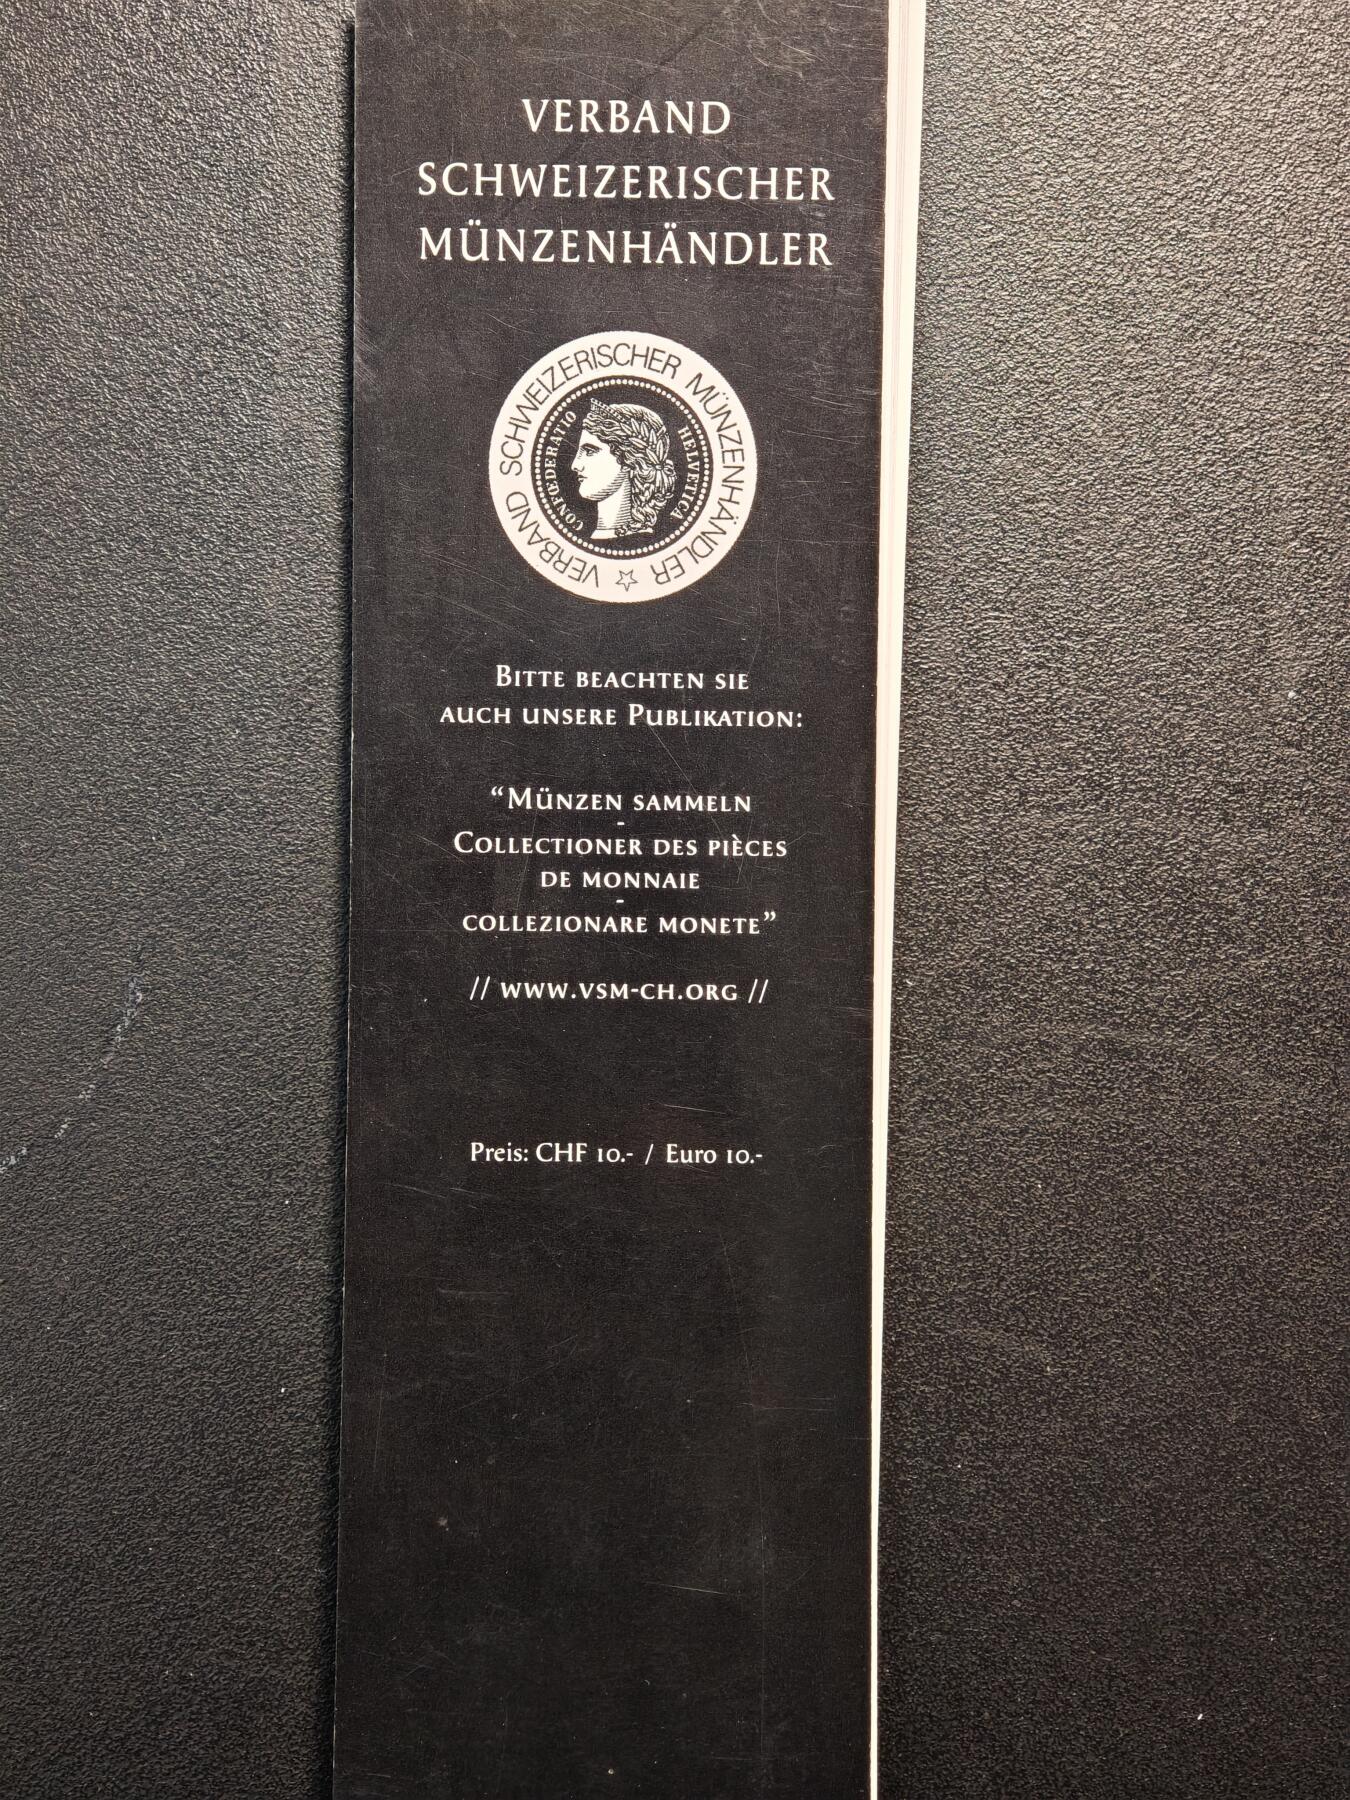 VERBAND
SCHWEIZERISCHER
MÜNZENHÄNDLER
VERBAND SCHWEIZERISCHER MÜNZENHÄNDLER
CONFŒDERATIO HELVETICA
BITTE BEACHTEN SIE
AUCH UNSERE PUBLIKATION:
“MÜNZEN SAMMELN
-
COLLECTIONER DES PIÈCES
DE MONNAIE
-
COLLEZIONARE MONETE”
// WWW.VSM-CH.ORG //
Preis: CHF 10.- / Euro 10.-